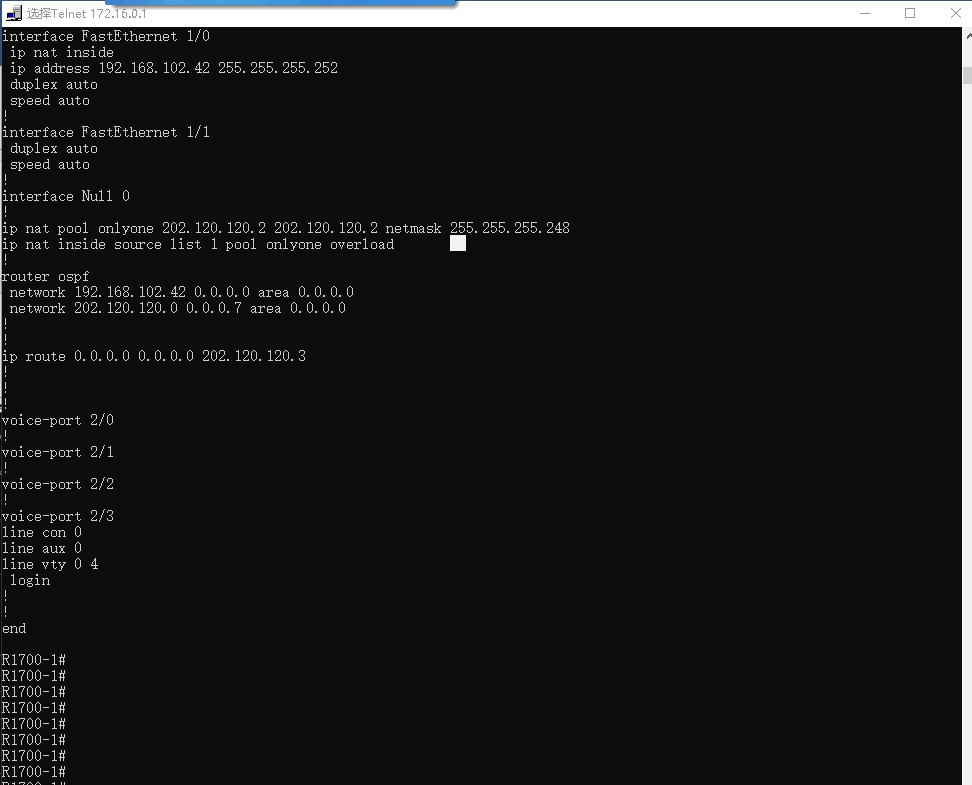 选择Telnet 172.16.0.1
interface FastEthernet 1/0
ip nat inside
ip address 192.168.102.42 255.255.255.252
duplex auto
speed auto
!
interface FastEthernet 1/1
duplex auto
speed auto
!
interface Null 0
!
ip nat pool onlyone 202.120.120.2 202.120.120.2 netmask 255.255.255.248
ip nat inside source list 1 pool onlyone overload
!
router ospf
network 192.168.102.42 0.0.0.0 area 0.0.0.0
network 202.120.120.0 0.0.0.7 area 0.0.0.0
!
!
ip route 0.0.0.0 0.0.0.0 202.120.120.3
!
!
!
voice-port 2/0
!
voice-port 2/1
!
voice-port 2/2
!
voice-port 2/3
line con 0
line aux 0
line vty 0 4
login
!
!
end
R1700-1#
R1700-1#
R1700-1#
R1700-1#
R1700-1#
R1700-1#
R1700-1#
R1700-1#
R1700-1#